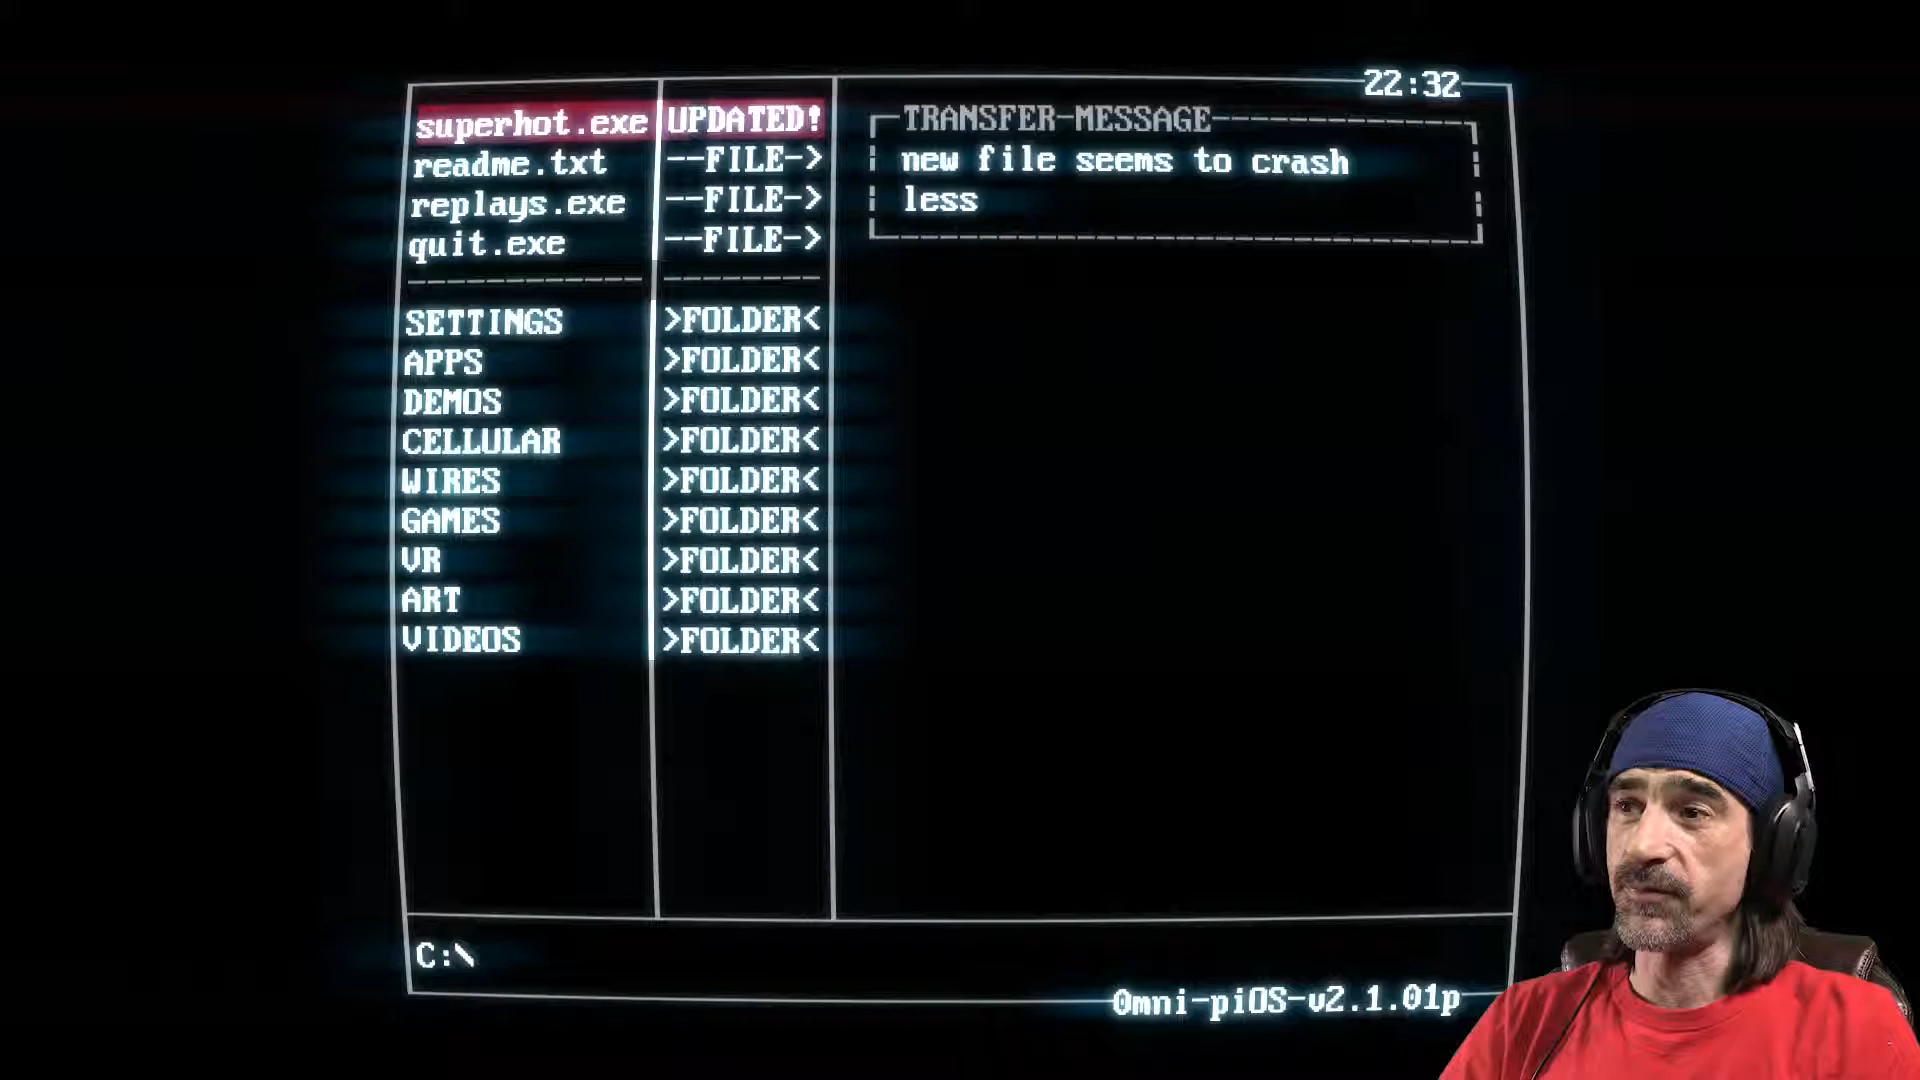 22:32
superhot.exe UPDATED!
readme.txt --FILE->
replays.exe --FILE->
quit.exe --FILE->
SETTINGS >FOLDER<
APPS >FOLDER<
DEMOS >FOLDER<
CELLULAR >FOLDER<
WIRES >FOLDER<
GAMES >FOLDER<
VR >FOLDER<
ART >FOLDER<
VIDEOS >FOLDER<
TRANSFER-MESSAGE
new file seems to crash
less
C:\
0mni-piOS-v2.1.01p